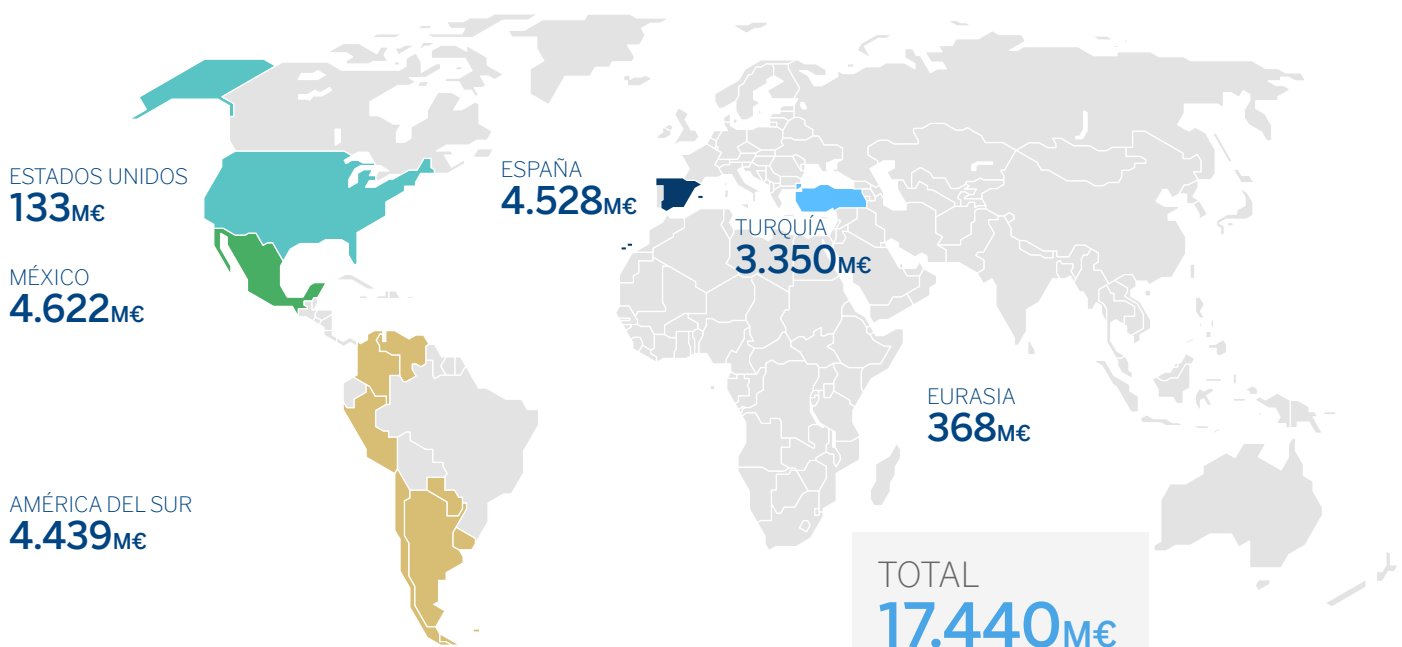 ESTADOS UNIDOS
133M€
MÉXICO
4.622M€
AMÉRICA DEL SUR
4.439M€
ESPAÑA
4.528M€
TURQUÍA
3.350M€
EURASIA
368M€
TOTAL
17.440M€